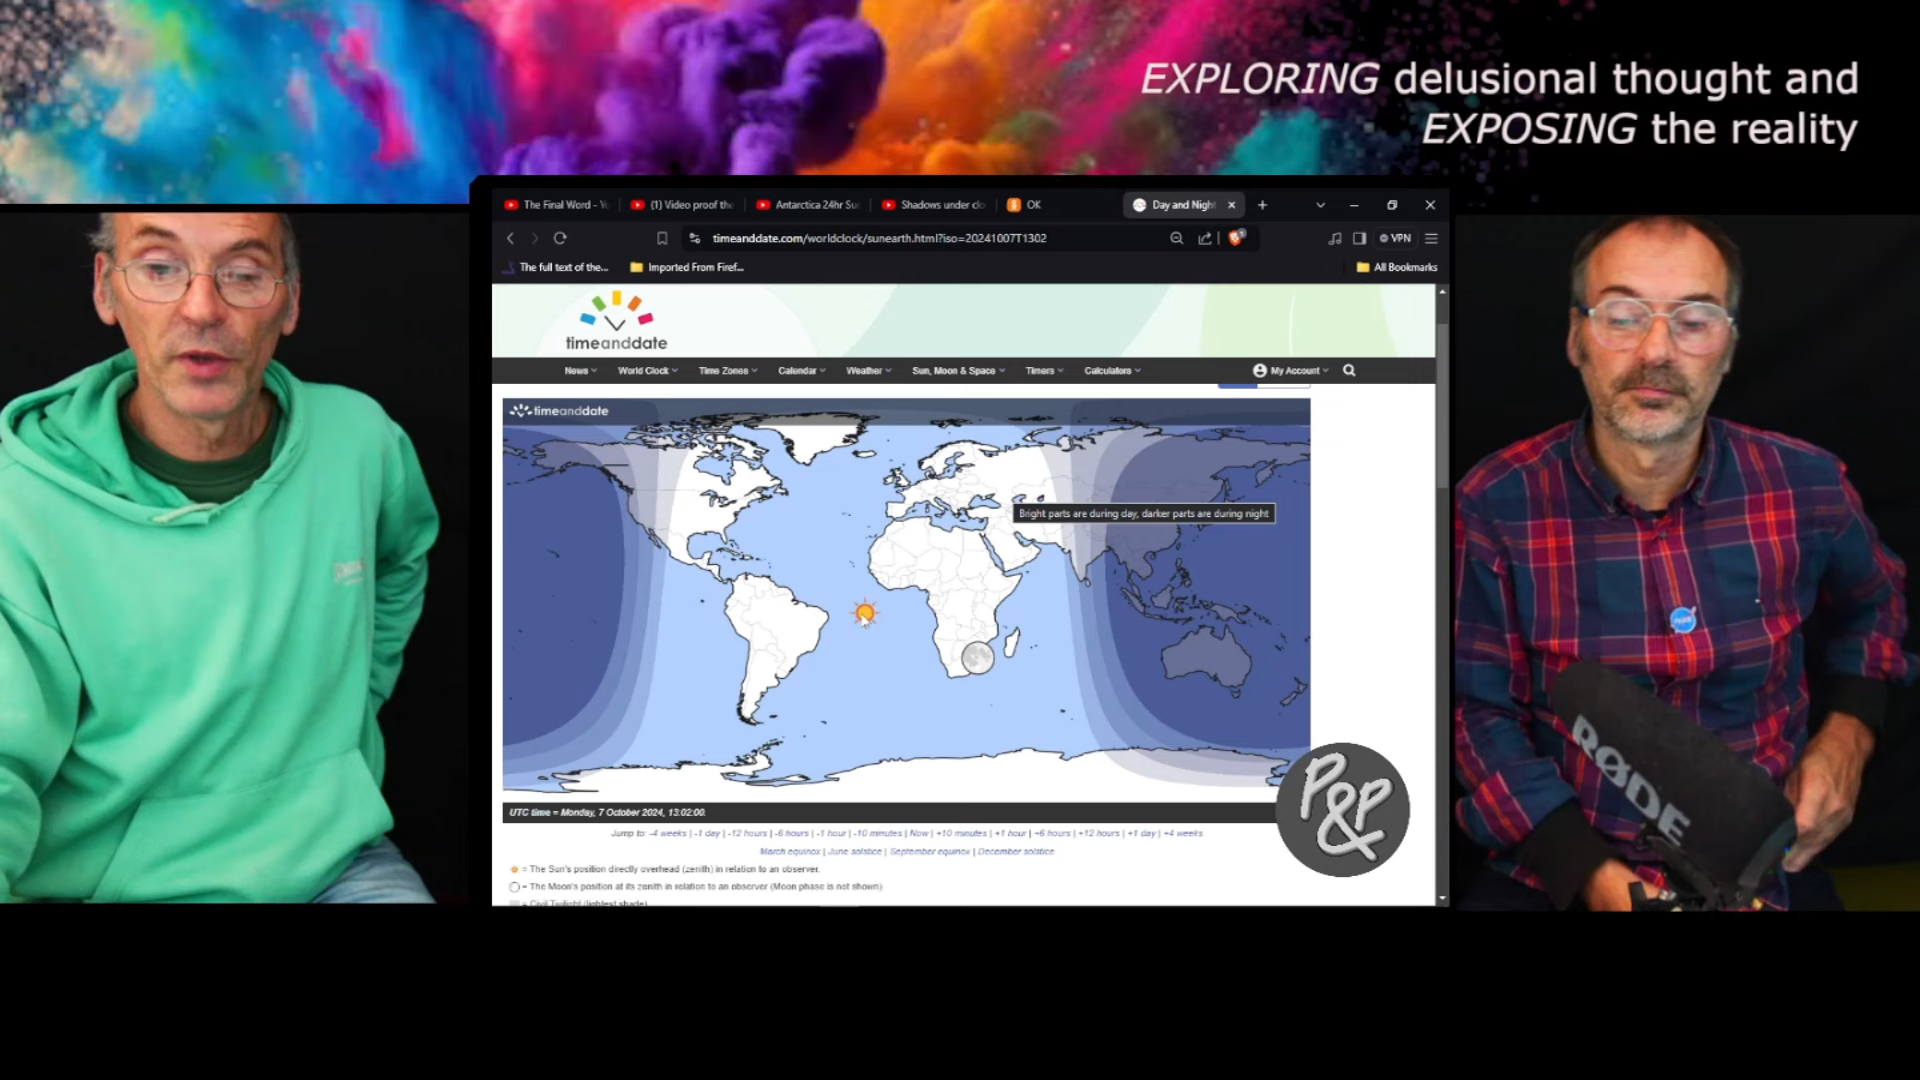 EXPLORING delusional thought and
EXPOSING the reality
The Final Word - Yo
(1) Video proof the
Antarctica 24hr Su
Shadows under clo
OK
Day and Nigh
timeanddate.com/worldclock/sunearth.html?iso=20241007T1302
VPN
The full text of the...
Imported From Firef...
All Bookmarks
timeanddate
News
World Clock
Time Zones
Calendar
Weather
Sun, Moon & Space
Timers
Calculators
My Account
timeanddate
Bright parts are during day, darker parts are during night
UTC time = Monday, 7 October 2024, 13:02:00.
Jump to: -4 weeks | -1 day | -12 hours | -6 hours | -1 hour | -10 minutes | Now | +10 minutes | +1 hour | +6 hours | +12 hours | +1 day | +4 weeks
March equinox | June solstice | September equinox | December solstice
= The Sun's position directly overhead (zenith) in relation to an observer.
= The Moon's position at its zenith in relation to an observer (Moon phase is not shown)
= Civil Twilight (lightest shade)
P&P
RØDE